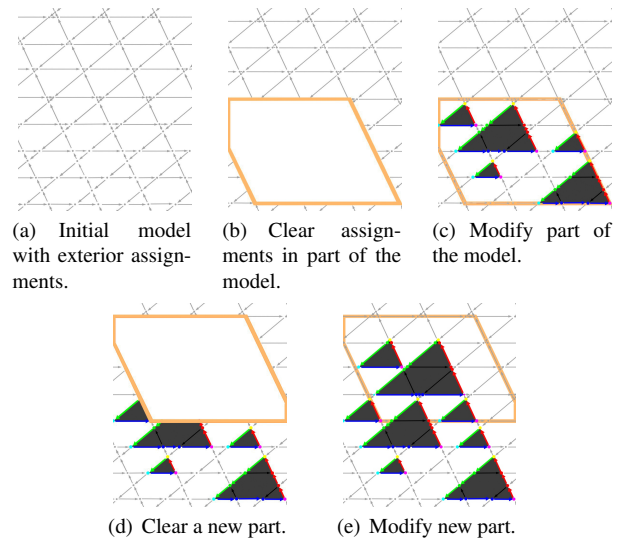 (a) Initial model
with exterior assign-
ments.
(b) Clear assign-
ments in part of the
model.
(c) Modify part of
the model.
(d) Clear a new part.
(e) Modify new part.